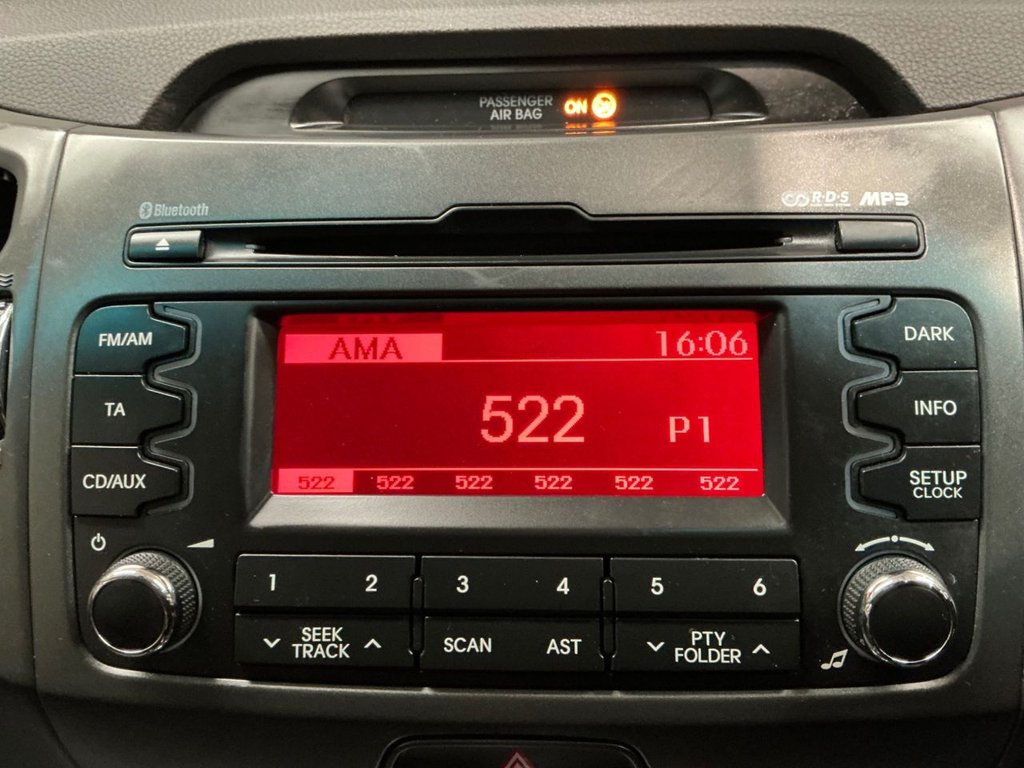 PASSENGER
AIR BAG
ON
Bluetooth
R·D·S
MP3
FM/AM
TA
CD/AUX
AMA
16:06
522
P1
522 522 522 522 522 522
DARK
INFO
SETUP
CLOCK
1 2 3 4 5 6
SEEK
TRACK
SCAN
AST
PTY
FOLDER